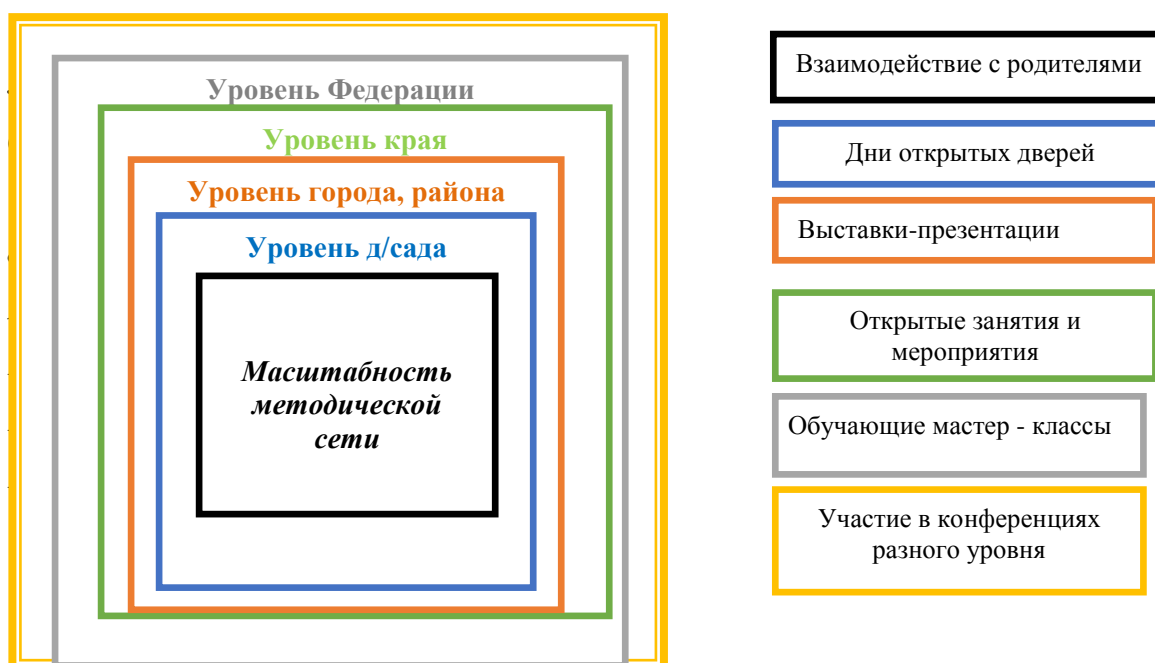 Уровень Федерации
Уровень края
Уровень города, района
Уровень д/сада
Масштабность
методической
сети
Взаимодействие с родителями
Дни открытых дверей
Выставки-презентации
Открытые занятия и
мероприятия
Обучающие мастер - классы
Участие в конференциях
разного уровня